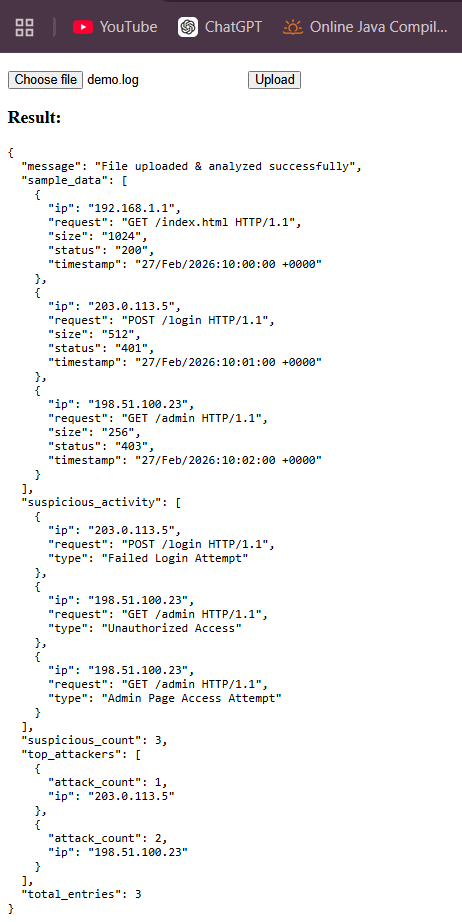 YouTube ChatGPT Online Java Compil...
Choose file demo.log Upload
Result:
{
  "message": "File uploaded & analyzed successfully",
  "sample_data": [
    {
      "ip": "192.168.1.1",
      "request": "GET /index.html HTTP/1.1",
      "size": "1024",
      "status": "200",
      "timestamp": "27/Feb/2026:10:00:00 +0000"
    },
    {
      "ip": "203.0.113.5",
      "request": "POST /login HTTP/1.1",
      "size": "512",
      "status": "401",
      "timestamp": "27/Feb/2026:10:01:00 +0000"
    },
    {
      "ip": "198.51.100.23",
      "request": "GET /admin HTTP/1.1",
      "size": "256",
      "status": "403",
      "timestamp": "27/Feb/2026:10:02:00 +0000"
    }
  ],
  "suspicious_activity": [
    {
      "ip": "203.0.113.5",
      "request": "POST /login HTTP/1.1",
      "type": "Failed Login Attempt"
    },
    {
      "ip": "198.51.100.23",
      "request": "GET /admin HTTP/1.1",
      "type": "Unauthorized Access"
    },
    {
      "ip": "198.51.100.23",
      "request": "GET /admin HTTP/1.1",
      "type": "Admin Page Access Attempt"
    }
  ],
  "suspicious_count": 3,
  "top_attackers": [
    {
      "attack_count": 1,
      "ip": "203.0.113.5"
    },
    {
      "attack_count": 2,
      "ip": "198.51.100.23"
    }
  ],
  "total_entries": 3
}